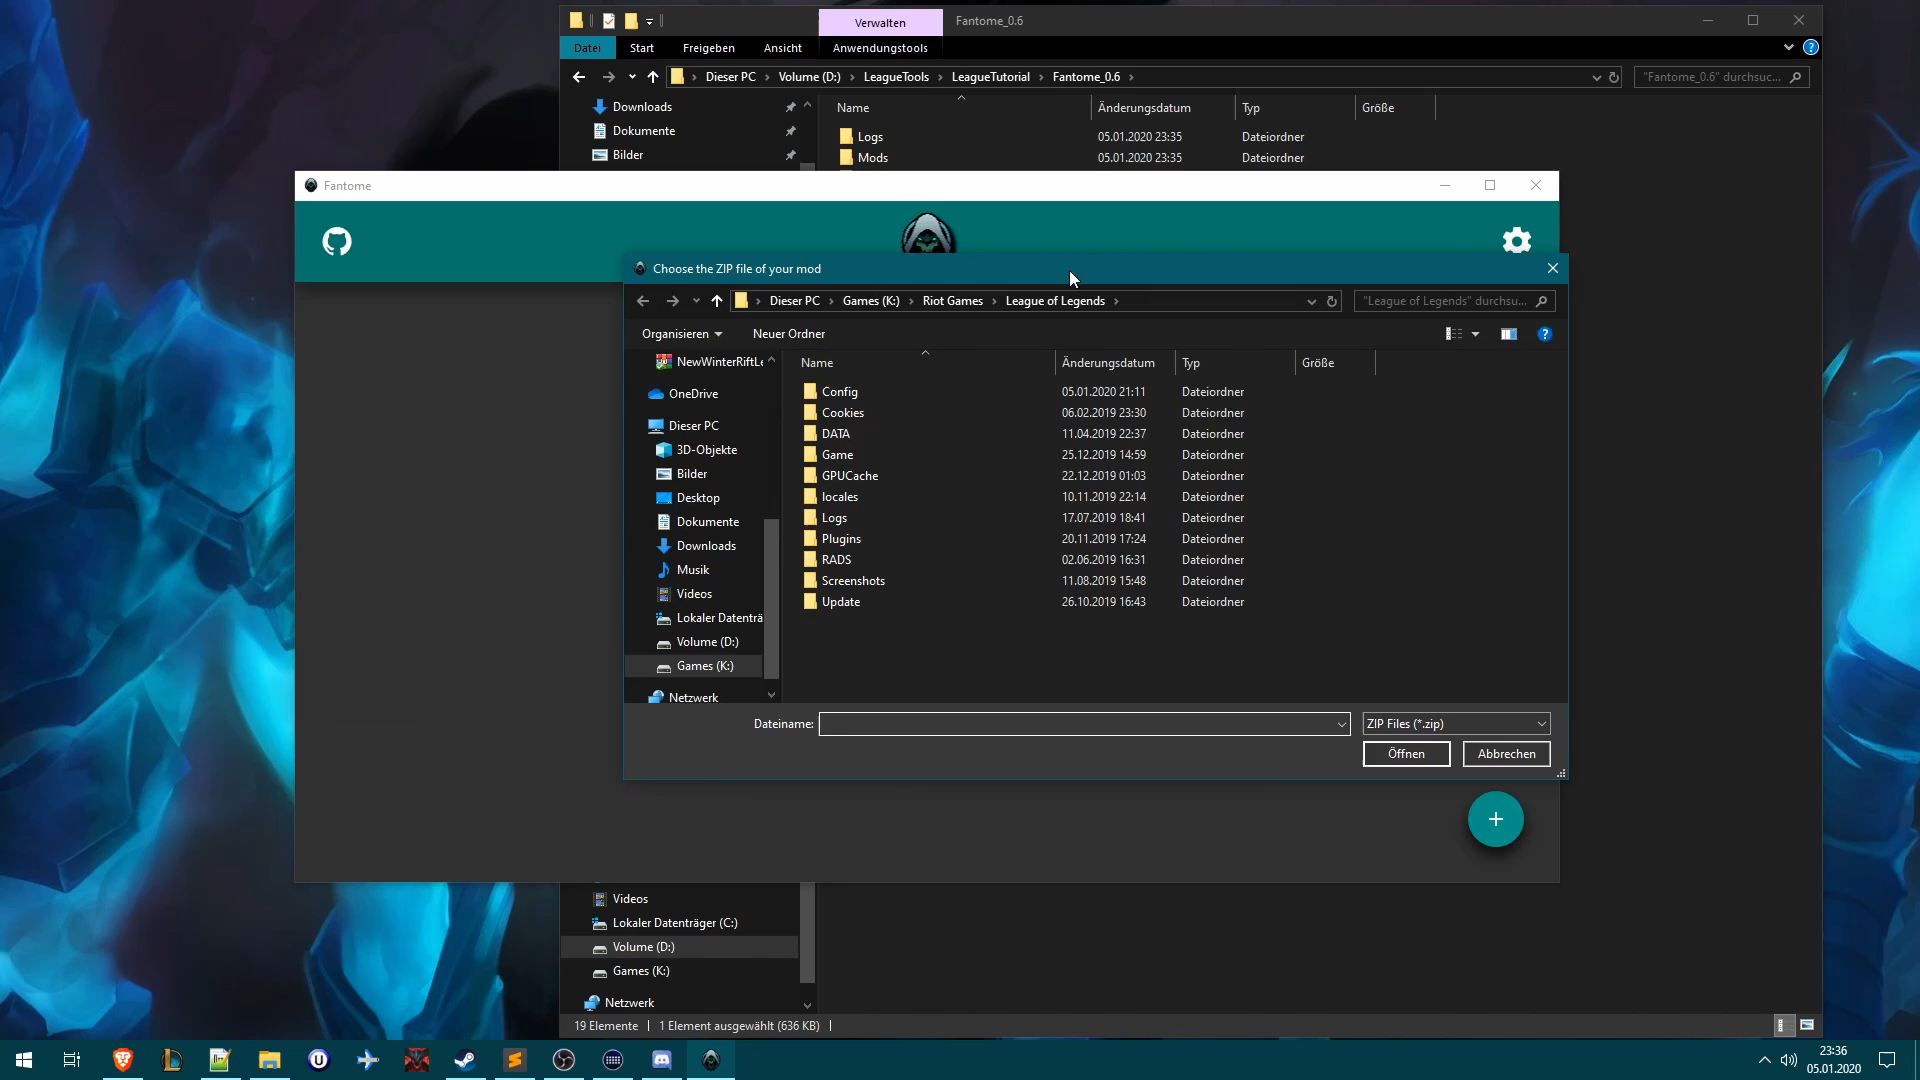 Verwalten
Fantome_0.6
Datei
Start
Freigeben
Ansicht
Anwendungstools
Dieser PC
Volume (D:)
LeagueTools
LeagueTutorial
Fantome_0.6
"Fantome_0.6" durchsuc...
Downloads
Dokumente
Bilder
Name
Änderungsdatum
Typ
Größe
Logs
05.01.2020 23:35
Dateiordner
Mods
05.01.2020 23:35
Dateiordner
Fantome
Choose the ZIP file of your mod
Dieser PC
Games (K:)
Riot Games
League of Legends
"League of Legends" durchsu...
Organisieren
Neuer Ordner
NewWinterRiftLe
OneDrive
Dieser PC
3D-Objekte
Bilder
Desktop
Dokumente
Downloads
Musik
Videos
Lokaler Datenträ
Volume (D:)
Games (K:)
Netzwerk
Name
Änderungsdatum
Typ
Größe
Config
05.01.2020 21:11
Dateiordner
Cookies
06.02.2019 23:30
Dateiordner
DATA
11.04.2019 22:37
Dateiordner
Game
25.12.2019 14:59
Dateiordner
GPUCache
22.12.2019 01:03
Dateiordner
locales
10.11.2019 22:14
Dateiordner
Logs
17.07.2019 18:41
Dateiordner
Plugins
20.11.2019 17:24
Dateiordner
RADS
02.06.2019 16:31
Dateiordner
Screenshots
11.08.2019 15:48
Dateiordner
Update
26.10.2019 16:43
Dateiordner
Dateiname:
ZIP Files (*.zip)
Öffnen
Abbrechen
Videos
Lokaler Datenträger (C:)
Volume (D:)
Games (K:)
Netzwerk
19 Elemente
1 Element ausgewählt (636 KB)
23:36
05.01.2020